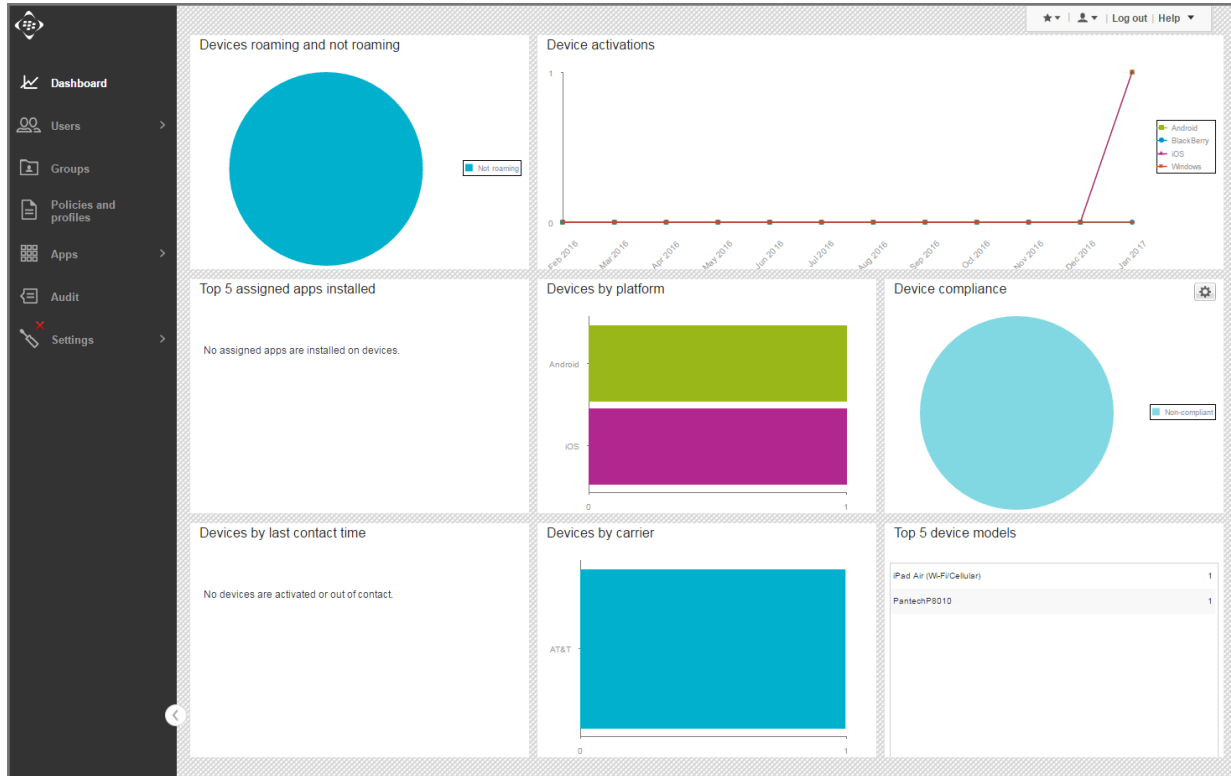 Log out | Help
Dashboard
Users
Groups
Policies and
profiles
Apps
Audit
Settings
Devices roaming and not roaming
Not roaming
Device activations
1
0
Feb 2016
Mar 2016
Apr 2016
May 2016
Jun 2016
Jul 2016
Aug 2016
Sep 2016
Oct 2016
Nov 2016
Dec 2016
Jan 2017
Android
BlackBerry
iOS
Windows
Top 5 assigned apps installed
No assigned apps are installed on devices.
Devices by platform
Android
iOS
0
1
Device compliance
Non-compliant
Devices by last contact time
No devices are activated or out of contact.
Devices by carrier
AT&T
0
1
Top 5 device models
iPad Air (Wi-Fi/Cellular) 1
PantechP8010 1